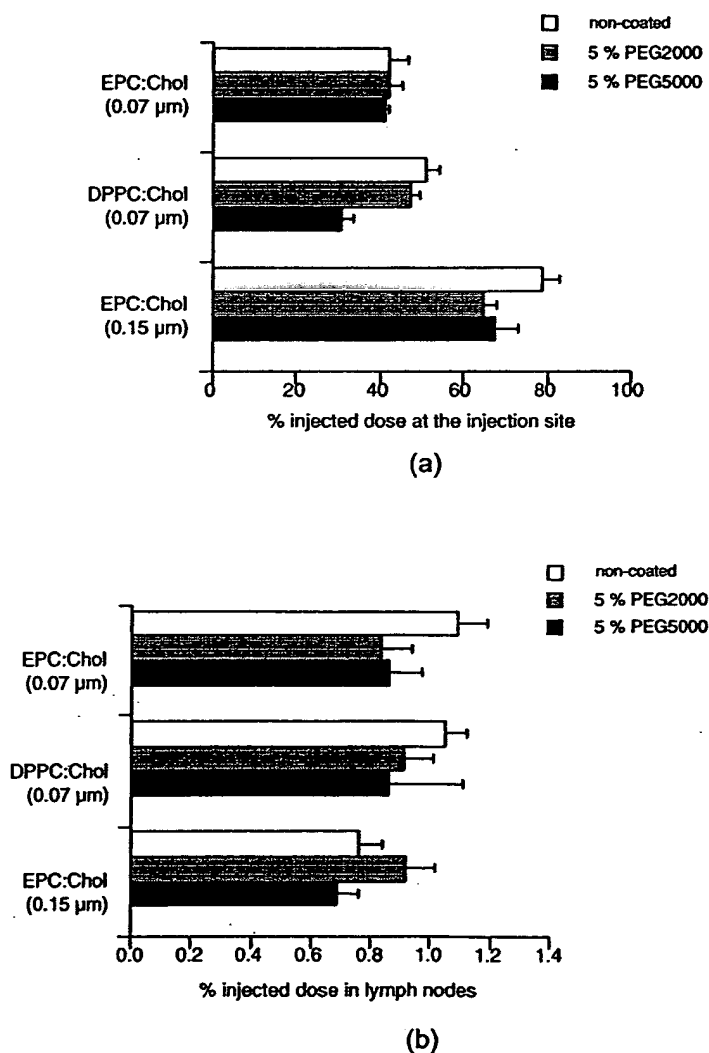 non-coated
5 % PEG2000
5 % PEG5000
EPC:Chol
(0.07 µm)
DPPC:Chol
(0.07 µm)
EPC:Chol
(0.15 µm)
0 20 40 60 80 100
% injected dose at the injection site
(a)
non-coated
5 % PEG2000
5 % PEG5000
EPC:Chol
(0.07 µm)
DPPC:Chol
(0.07 µm)
EPC:Chol
(0.15 µm)
0.0 0.2 0.4 0.6 0.8 1.0 1.2 1.4
% injected dose in lymph nodes
(b)